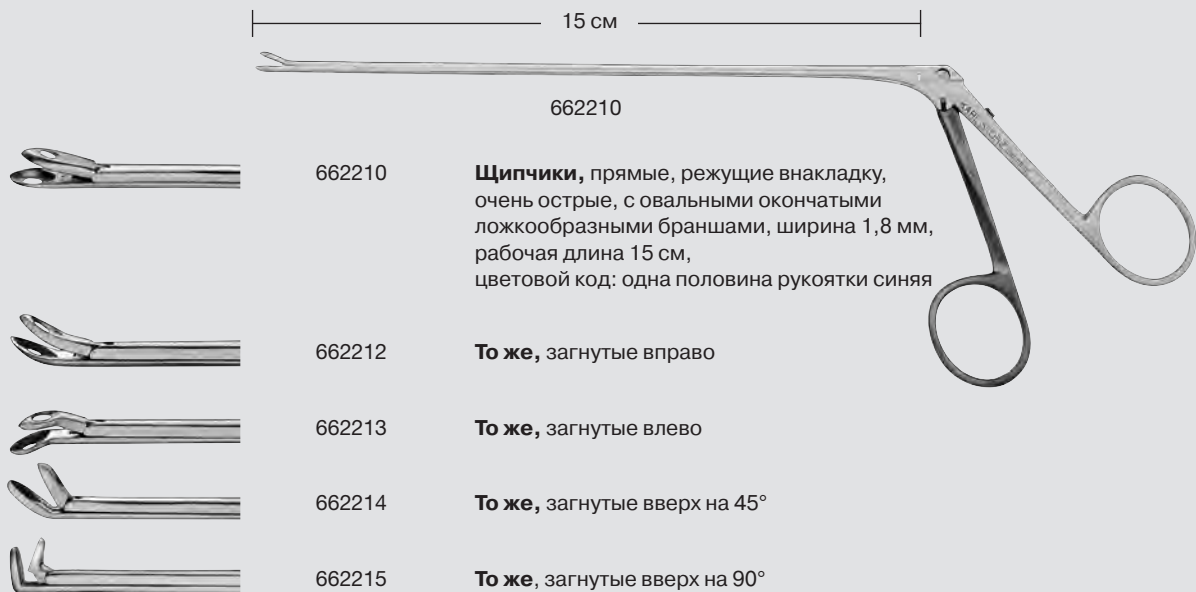 15 см
662210
662210 Щипчики, прямые, режущие внакладку,
очень острые, с овальными окончатыми
ложкообразными браншами, ширина 1,8 мм,
рабочая длина 15 см,
цветовой код: одна половина рукоятки синяя
662212 То же, загнутые вправо
662213 То же, загнутые влево
662214 То же, загнутые вверх на 45°
662215 То же, загнутые вверх на 90°